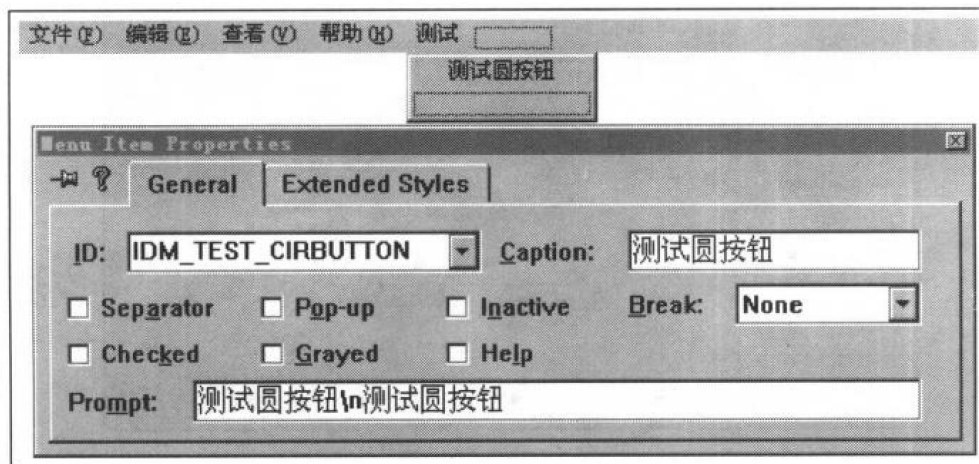 文件(F) 编辑(E) 查看(V) 帮助(H) 测试
测试圆按钮
Menu Item Properties
General Extended Styles
ID: IDM_TEST_CIRBUTTON Caption: 测试圆按钮
Separator Pop-up Inactive Break: None
Checked Grayed Help
Prompt: 测试圆按钮\n测试圆按钮